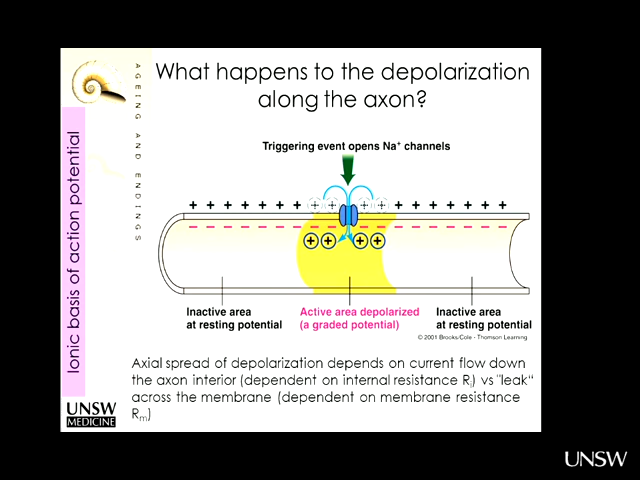 What happens to the depolarization
along the axon?
AGEING AND ENDINGS
Ionic basis of action potential
Triggering event opens Na⁺ channels
+ + + + + + + + + + + + + + + + + + + +
− − − − − − − − − − − − − − − − − −
+ + + +
Inactive area
at resting potential
Active area depolarized
(a graded potential)
Inactive area
at resting potential
© 2001 Brooks/Cole - Thomson Learning
Axial spread of depolarization depends on current flow down
the axon interior (dependent on internal resistance Ri) vs "leak"
across the membrane (dependent on membrane resistance
Rm)
UNSW
MEDICINE
UNSW